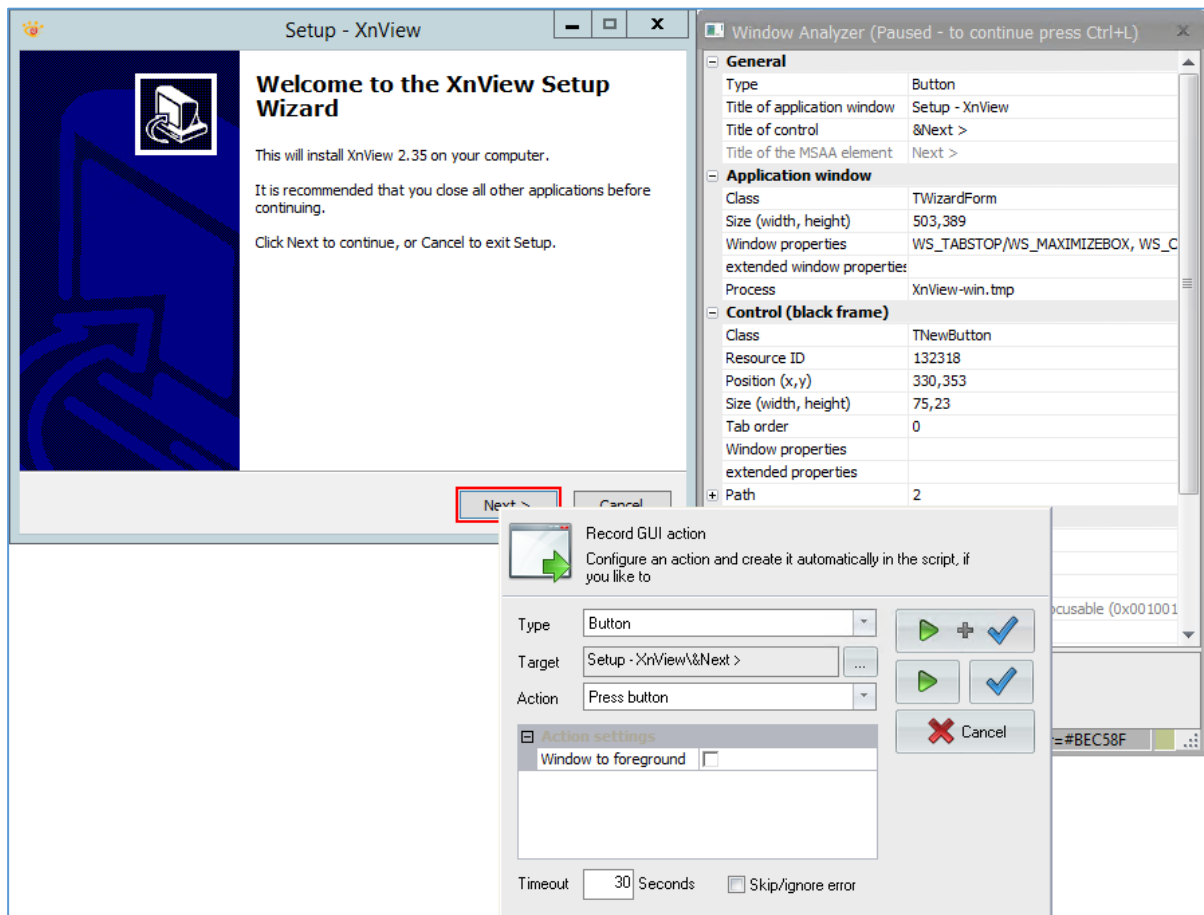 Setup - XnView
Welcome to the XnView Setup
Wizard
This will install XnView 2.35 on your computer.
It is recommended that you close all other applications before
continuing.
Click Next to continue, or Cancel to exit Setup.
Next >
Cancel
Window Analyzer (Paused - to continue press Ctrl+L)
General
Type Button
Title of application window Setup - XnView
Title of control &Next >
Title of the MSAA element Next >
Application window
Class TWizardForm
Size (width, height) 503,389
Window properties WS_TABSTOP/WS_MAXIMIZEBOX, WS_C
extended window properties
Process XnView-win.tmp
Control (black frame)
Class TNewButton
Resource ID 132318
Position (x,y) 330,353
Size (width, height) 75,23
Tab order 0
Window properties
extended properties
Path 2
ocusable (0x001001
=#BEC58F
Record GUI action
Configure an action and create it automatically in the script, if
you like to
Type Button
Target Setup - XnView\&Next > ...
Action Press button
Cancel
Action settings
Window to foreground
Timeout 30 Seconds Skip/ignore error